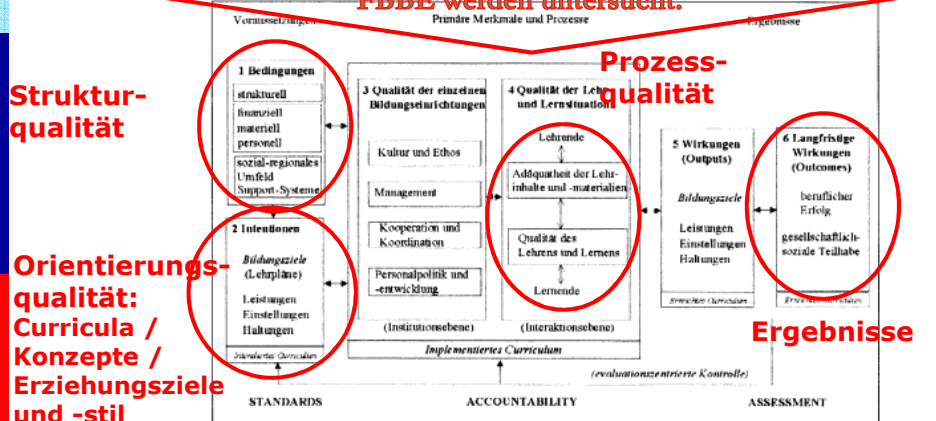 FBBE werden untersucht.
Voraussetzungen
Primäre Merkmale und Prozesse
Ergebnisse
Struktur-
qualität
Prozess-
qualität
1 Bedingungen
strukturell
finanziell
materiell
personell
sozial-regionales
Umfeld
Support-Systeme
2 Intentionen
Bildungsziele
(Lehrpläne)
Leistungen
Einstellungen
Haltungen
Intendiertes Curriculum
Orientierungs-
qualität:
Curricula /
Konzepte /
Erziehungsziele
und -stil
3 Qualität der einzelnen
Bildungseinrichtungen
Kultur und Ethos
Management
Kooperation und
Koordination
Personalpolitik und
-entwicklung
(Institutionsebene)
4 Qualität der Lehr-
und Lernsituation
Lehrende
Adäquatheit der Lehr-
inhalte und -materialien
Qualität des
Lehrens und Lernens
Lernende
(Interaktionsebene)
Implementiertes Curriculum
5 Wirkungen
(Outputs)
Bildungsziele
Leistungen
Einstellungen
Haltungen
Erreichtes Curriculum
6 Langfristige
Wirkungen
(Outcomes)
beruflicher
Erfolg
gesellschaftlich-
soziale Teilhabe
Erreichtes Curriculum
Ergebnisse
(evaluationszentrierte Kontrolle)
STANDARDS
ACCOUNTABILITY
ASSESSMENT